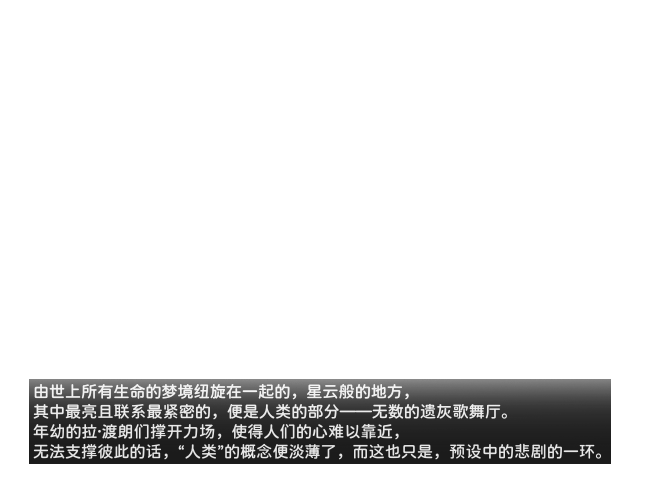 由世上所有生命的梦境纽旋在一起的，星云般的地方，
其中最亮且联系最紧密的，便是人类的部分——无数的遗灰歌舞厅。
年幼的拉·渡朗们撑开力场，使得人们的心难以靠近，
无法支撑彼此的话，“人类”的概念便淡薄了，而这也只是，预设中的悲剧的一环。